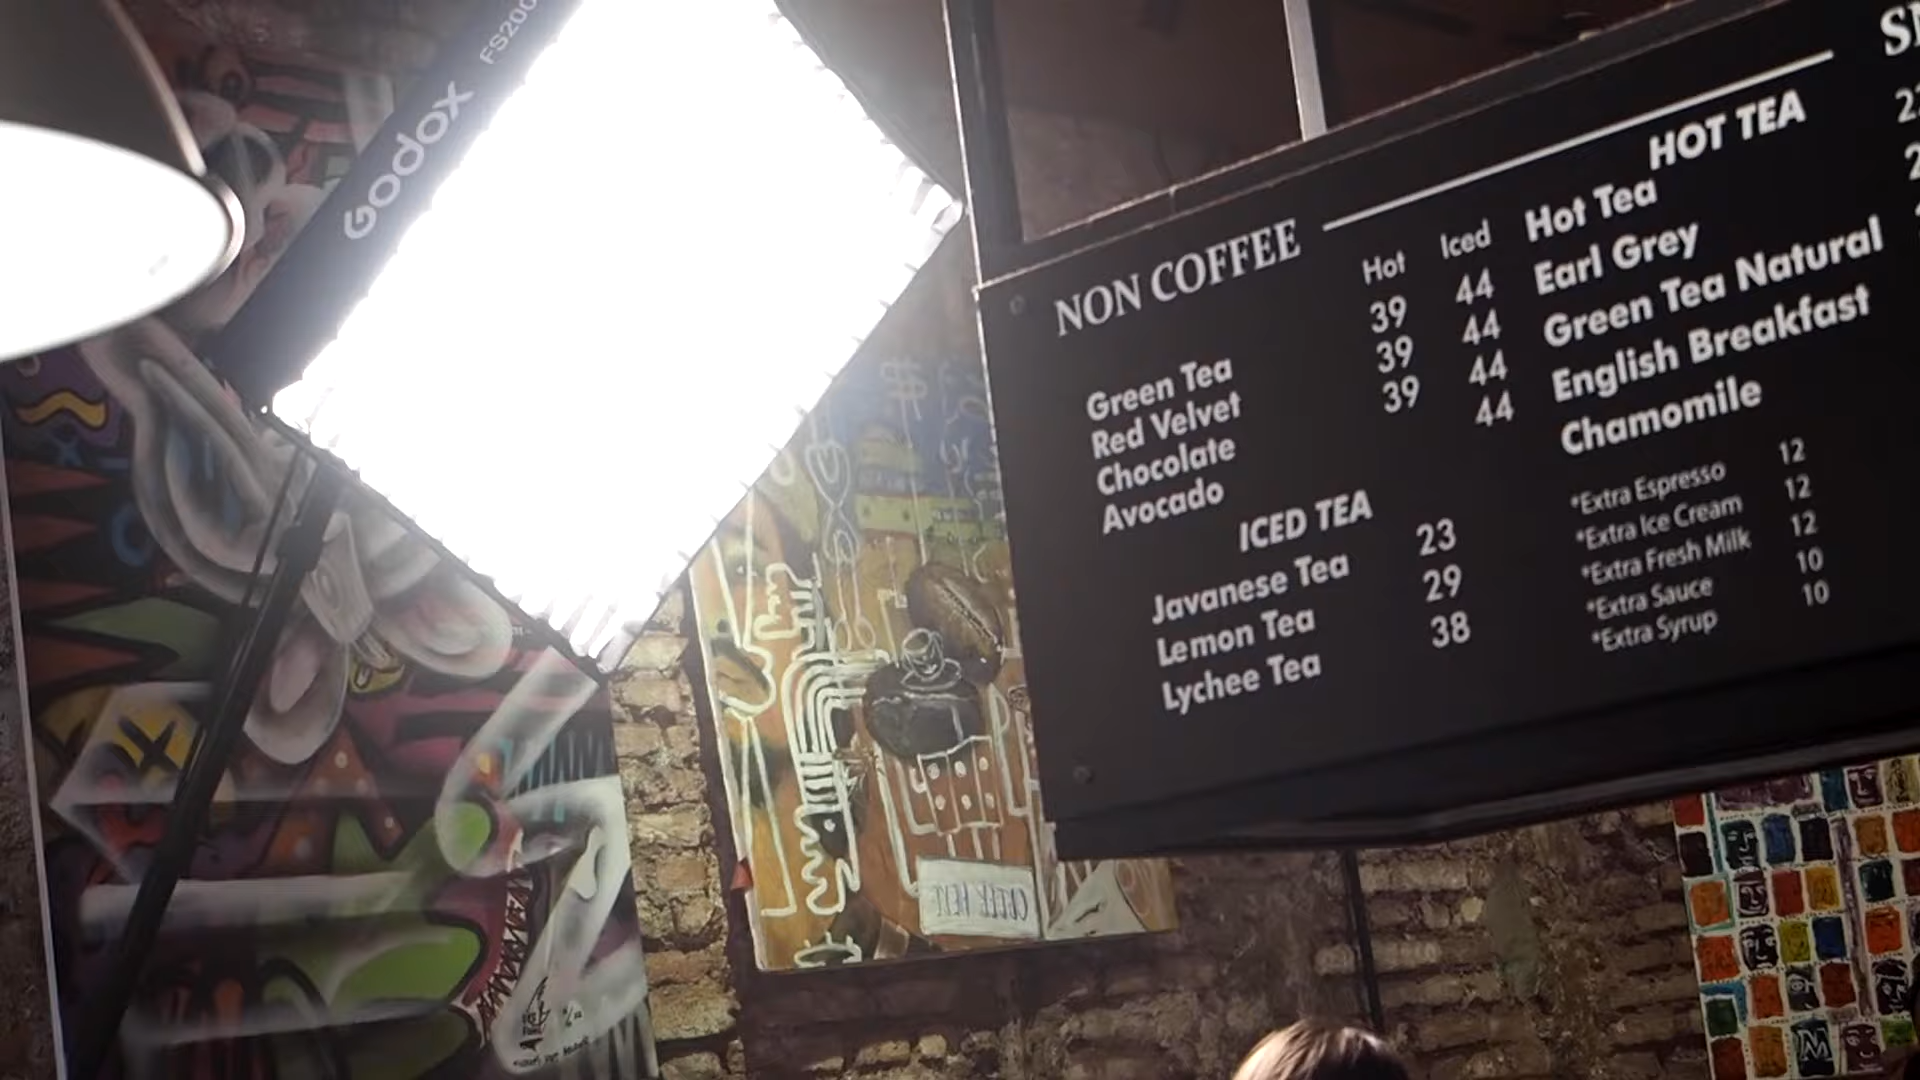 GODOX FS200
NON COFFEE
Hot Iced
Green Tea 39 44
Red Velvet 39 44
Chocolate 39 44
Avocado 44
ICED TEA
Javanese Tea 23
Lemon Tea 29
Lychee Tea 38
HOT TEA
Hot Tea
Earl Grey
Green Tea Natural
English Breakfast
Chamomile
*Extra Espresso 12
*Extra Ice Cream 12
*Extra Fresh Milk 12
*Extra Sauce 10
*Extra Syrup 10